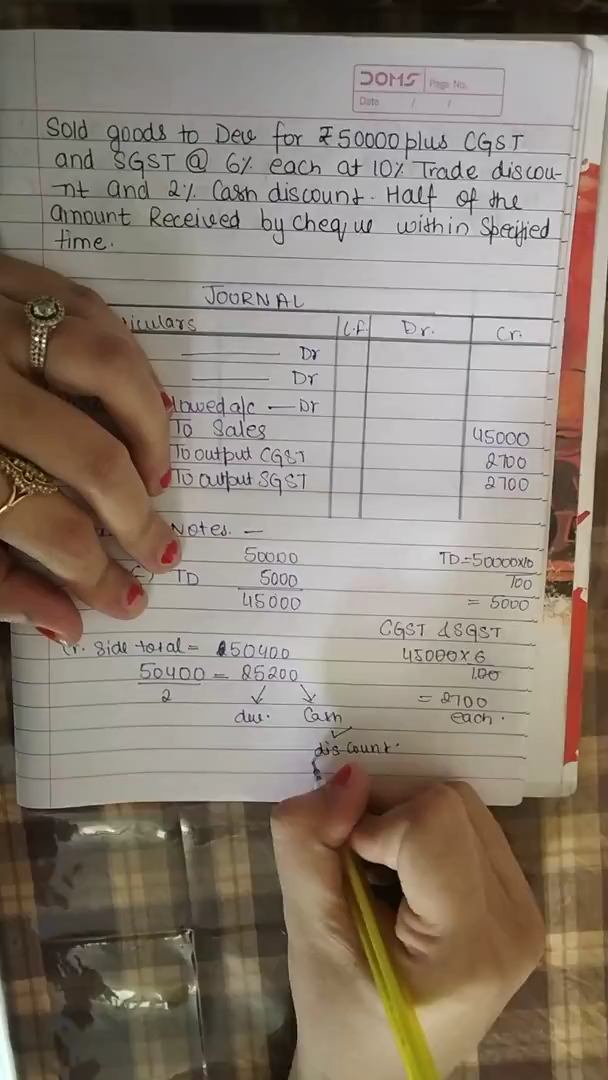 DOMS Page No.
Date / /
Sold goods to Dev for ₹50000 plus CGST
and SGST @ 6% each at 10% Trade discou-
nt and 2% Cash discount. Half of the
amount Received by cheque within Specified
time.
JOURNAL
iculars L.F. Dr. Cr.
Dr
Dr
lowed a/c — Dr
To Sales 45000
To output CGST 2700
To output SGST 2700
Notes. —
50000 TD = 50000x10
100
TD 5000
= 5000
45000
CGST & SGST
Cr. Side total = 50400 45000 x 6
100
50400 = 25200
2
= 2700
each.
due. Cash
discount.